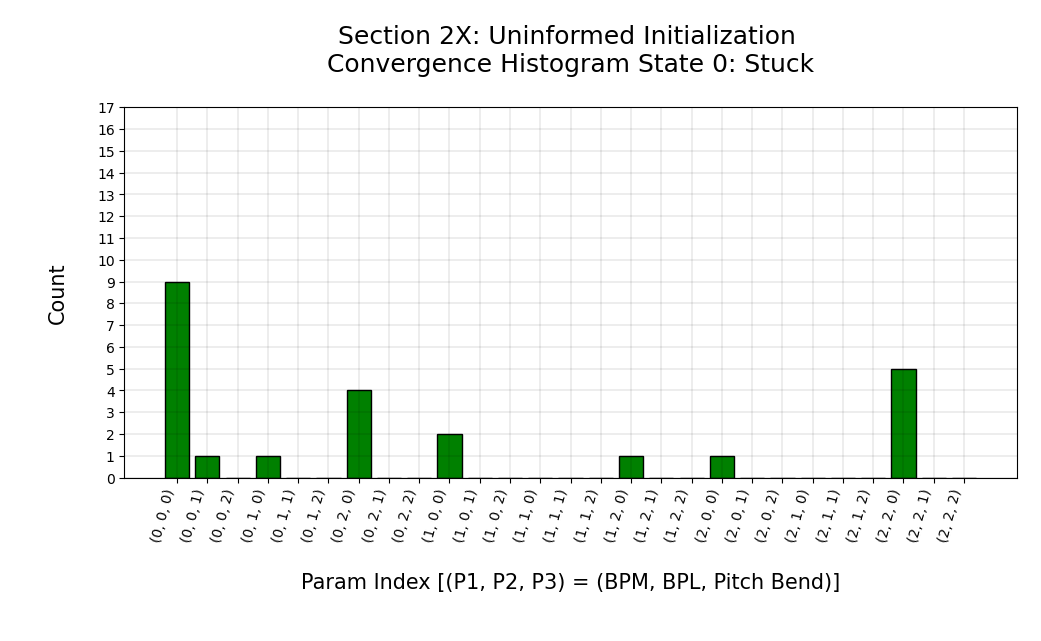 Section 2X: Uninformed Initialization
Convergence Histogram State 0: Stuck
Count
17
16
15
14
13
12
11
10
9
8
7
6
5
4
3
2
1
0
(0, 0, 0)
(0, 0, 1)
(0, 0, 2)
(0, 1, 0)
(0, 1, 1)
(0, 1, 2)
(0, 2, 0)
(0, 2, 1)
(0, 2, 2)
(1, 0, 0)
(1, 0, 1)
(1, 0, 2)
(1, 1, 0)
(1, 1, 1)
(1, 1, 2)
(1, 2, 0)
(1, 2, 1)
(1, 2, 2)
(2, 0, 0)
(2, 0, 1)
(2, 0, 2)
(2, 1, 0)
(2, 1, 1)
(2, 1, 2)
(2, 2, 0)
(2, 2, 1)
(2, 2, 2)
Param Index [(P1, P2, P3) = (BPM, BPL, Pitch Bend)]